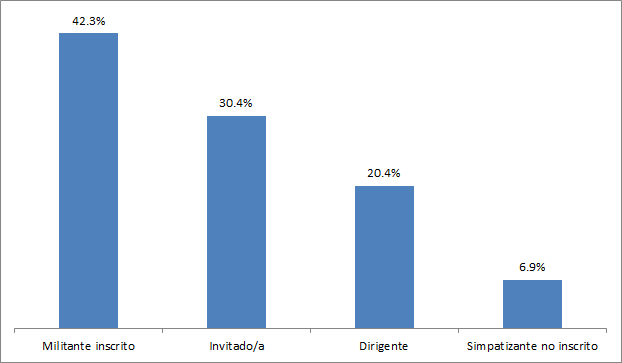 42.3%
30.4%
20.4%
6.9%
Militante inscrito Invitado/a Dirigente Simpatizante no inscrito